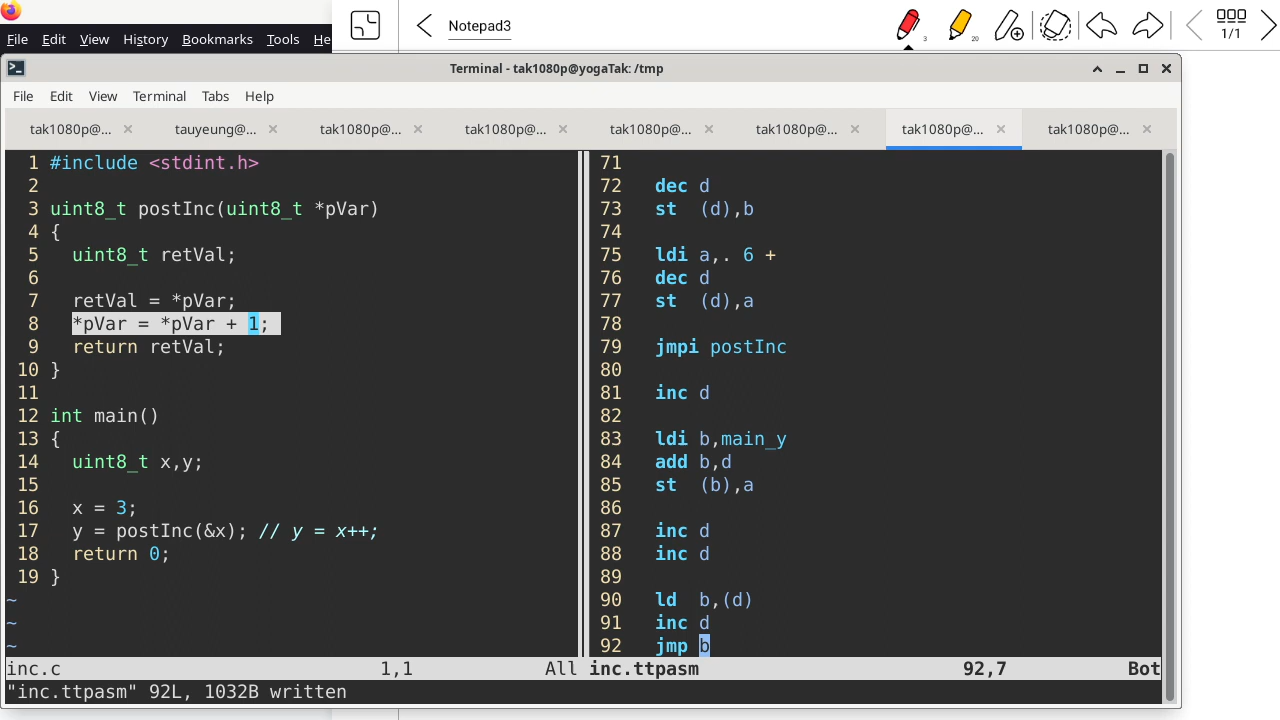 Notepad3
3
20
1/1
File Edit View History Bookmarks Tools He
Terminal - tak1080p@yogaTak: /tmp
File Edit View Terminal Tabs Help
tak1080p@... tauyeung@... tak1080p@... tak1080p@... tak1080p@... tak1080p@... tak1080p@... tak1080p@...
1 #include <stdint.h>
2
3 uint8_t postInc(uint8_t *pVar)
4 {
5   uint8_t retVal;
6
7   retVal = *pVar;
8   *pVar = *pVar + 1;
9   return retVal;
10 }
11
12 int main()
13 {
14   uint8_t x,y;
15
16   x = 3;
17   y = postInc(&x); // y = x++;
18   return 0;
19 }
~
~
~
inc.c 1,1 All
71
72   dec d
73   st  (d),b
74
75   ldi a,. 6 +
76   dec d
77   st  (d),a
78
79   jmpi postInc
80
81   inc d
82
83   ldi b,main_y
84   add b,d
85   st  (b),a
86
87   inc d
88   inc d
89
90   ld  b,(d)
91   inc d
92   jmp b
inc.ttpasm 92,7 Bot
"inc.ttpasm" 92L, 1032B written